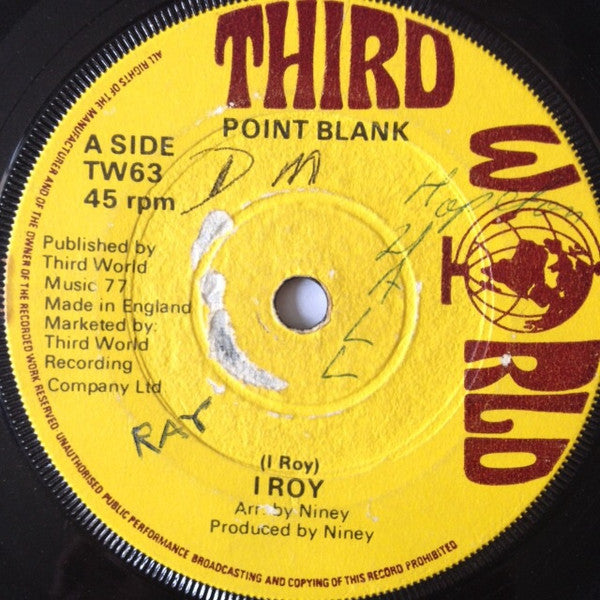 THIRD
WORLD
POINT BLANK
A SIDE
TW63
45 rpm
Published by
Third World
Music 77
Made in England
Marketed by:
Third World
Recording
Company Ltd
DM
RAY
(I Roy)
I ROY
Arr. by Niney
Produced by Niney
ALL RIGHTS OF THE MANUFACTURER AND OF THE OWNER OF THE RECORDED WORK RESERVED UNAUTHORISED PUBLIC PERFORMANCE BROADCASTING AND COPYING OF THIS RECORD PROHIBITED